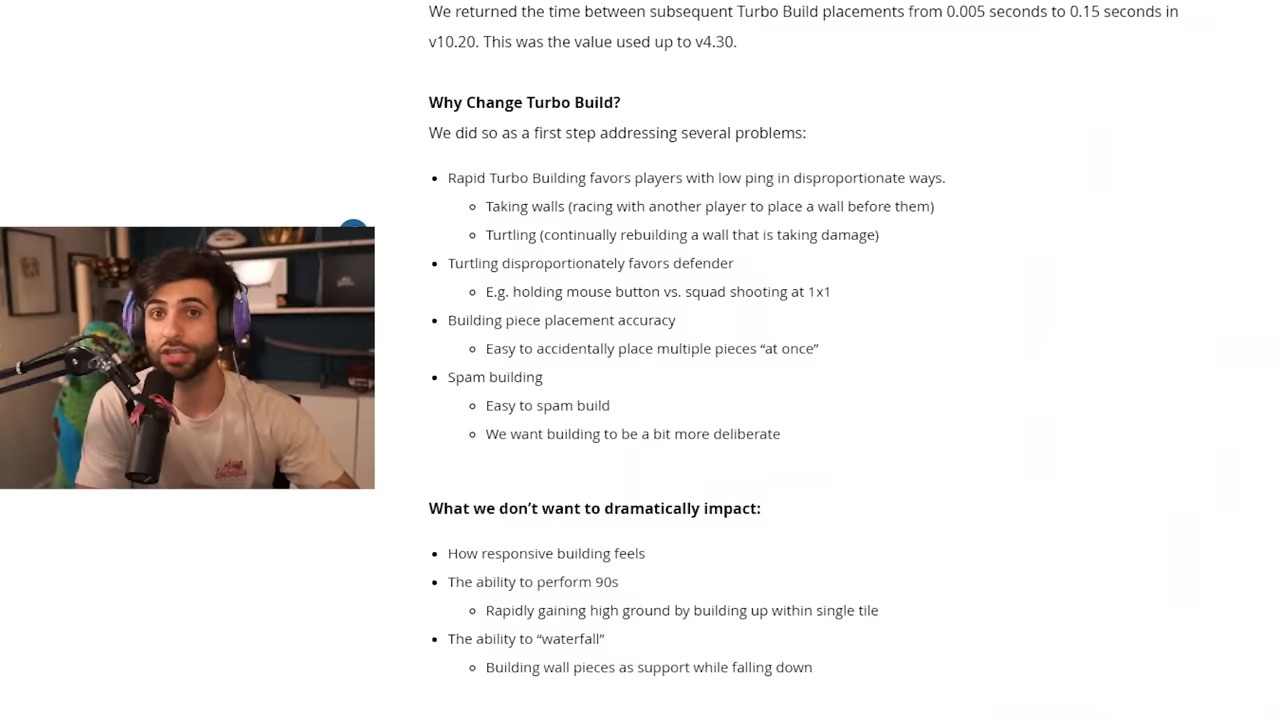 We returned the time between subsequent Turbo Build placements from 0.005 seconds to 0.15 seconds in
v10.20. This was the value used up to v4.30.
Why Change Turbo Build?
We did so as a first step addressing several problems:
• Rapid Turbo Building favors players with low ping in disproportionate ways.
◦ Taking walls (racing with another player to place a wall before them)
◦ Turtling (continually rebuilding a wall that is taking damage)
• Turtling disproportionately favors defender
◦ E.g. holding mouse button vs. squad shooting at 1x1
• Building piece placement accuracy
◦ Easy to accidentally place multiple pieces “at once”
• Spam building
◦ Easy to spam build
◦ We want building to be a bit more deliberate
What we don’t want to dramatically impact:
• How responsive building feels
• The ability to perform 90s
◦ Rapidly gaining high ground by building up within single tile
• The ability to “waterfall”
◦ Building wall pieces as support while falling down